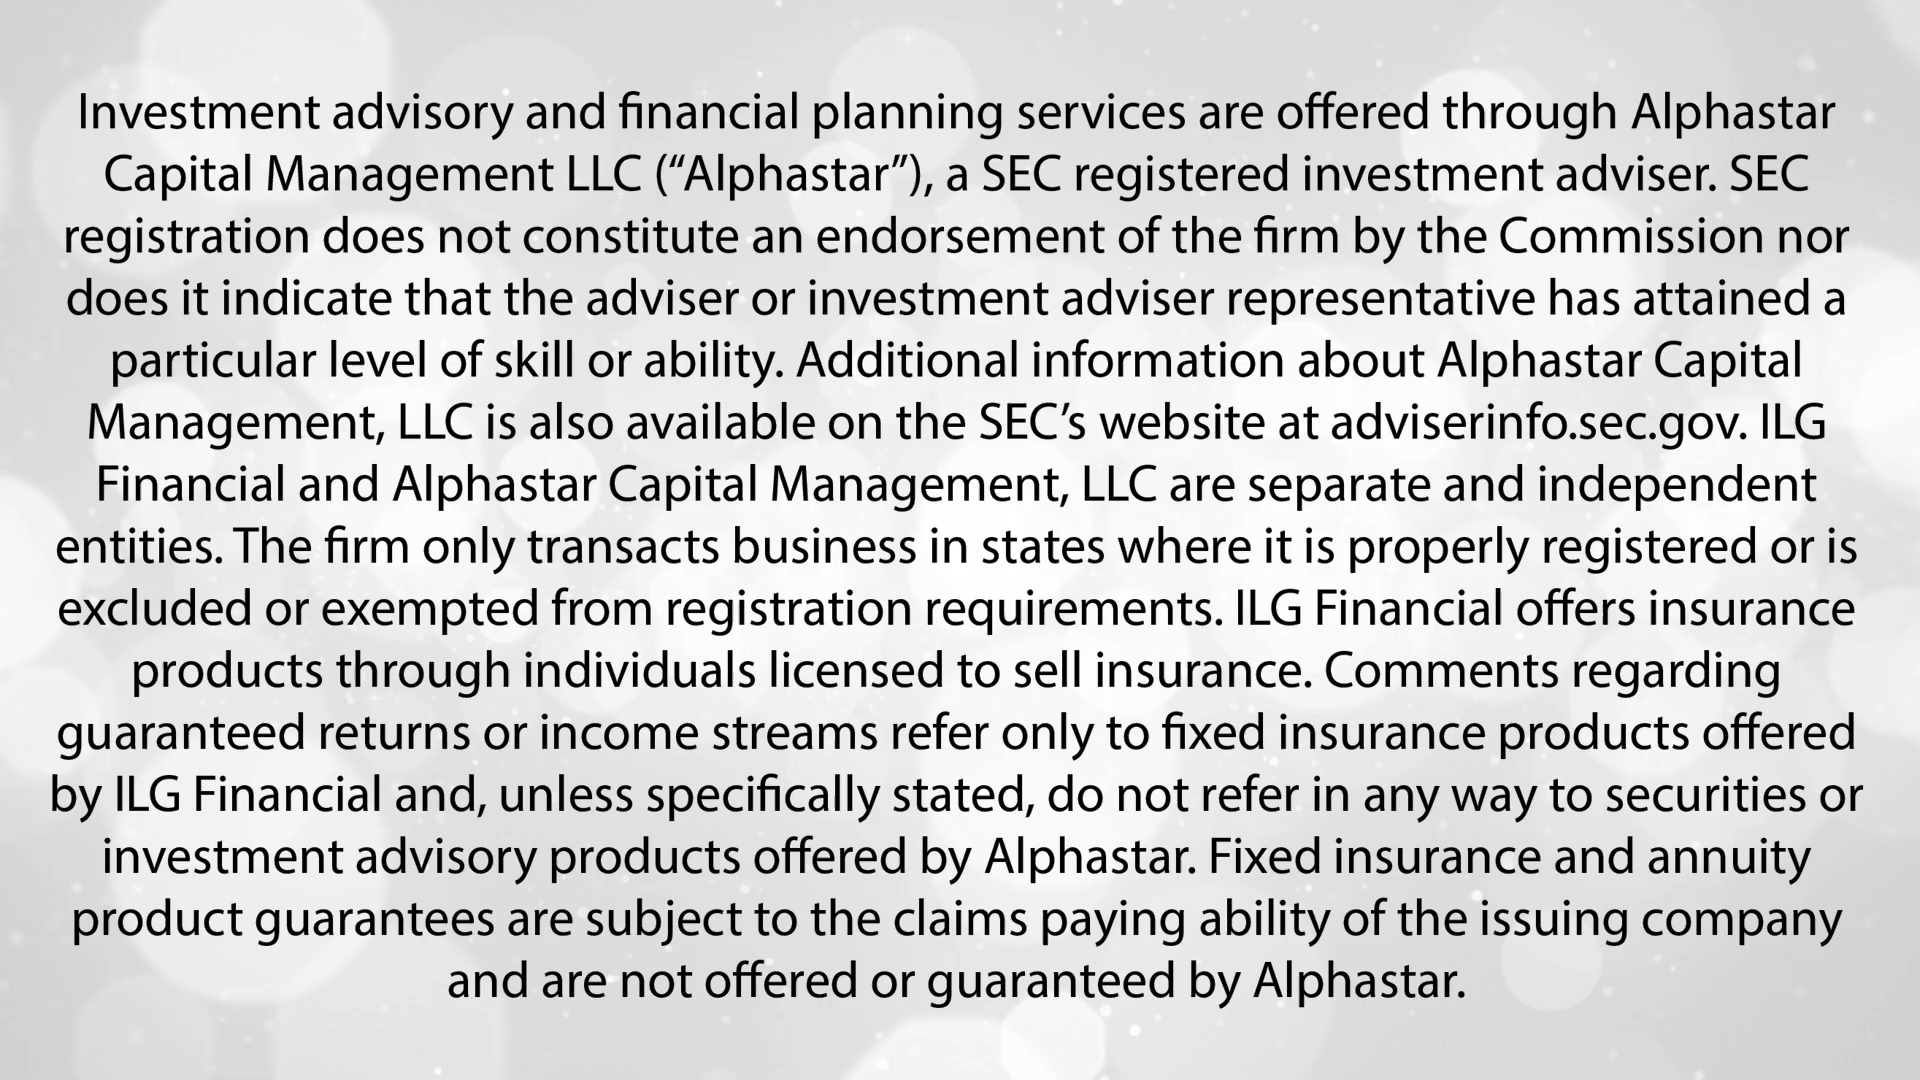 Investment advisory and financial planning services are offered through Alphastar
Capital Management LLC (“Alphastar”), a SEC registered investment adviser. SEC
registration does not constitute an endorsement of the firm by the Commission nor
does it indicate that the adviser or investment adviser representative has attained a
particular level of skill or ability. Additional information about Alphastar Capital
Management, LLC is also available on the SEC’s website at adviserinfo.sec.gov. ILG
Financial and Alphastar Capital Management, LLC are separate and independent
entities. The firm only transacts business in states where it is properly registered or is
excluded or exempted from registration requirements. ILG Financial offers insurance
products through individuals licensed to sell insurance. Comments regarding
guaranteed returns or income streams refer only to fixed insurance products offered
by ILG Financial and, unless specifically stated, do not refer in any way to securities or
investment advisory products offered by Alphastar. Fixed insurance and annuity
product guarantees are subject to the claims paying ability of the issuing company
and are not offered or guaranteed by Alphastar.